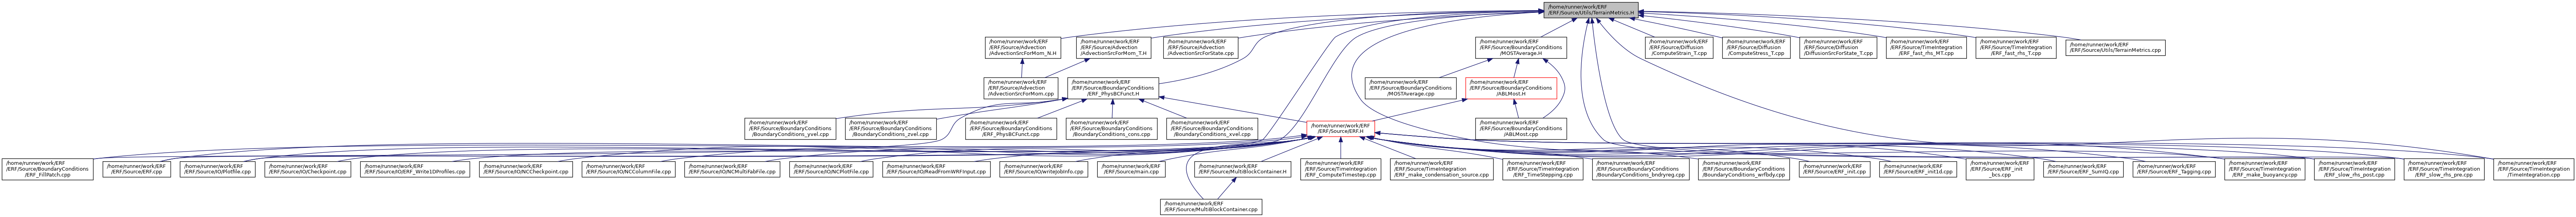 /home/runner/work/ERF
/ERF/Source/Utils/TerrainMetrics.H
/home/runner/work/ERF
/ERF/Source/Advection
/AdvectionSrcForMom_N.H
/home/runner/work/ERF
/ERF/Source/Advection
/AdvectionSrcForMom_T.H
/home/runner/work/ERF
/ERF/Source/Advection
/AdvectionSrcForState.cpp
/home/runner/work/ERF
/ERF/Source/BoundaryConditions
/MOSTAverage.H
/home/runner/work/ERF
/ERF/Source/Diffusion
/ComputeStrain_T.cpp
/home/runner/work/ERF
/ERF/Source/Diffusion
/ComputeStress_T.cpp
/home/runner/work/ERF
/ERF/Source/Diffusion
/DiffusionSrcForState_T.cpp
/home/runner/work/ERF
/ERF/Source/TimeIntegration
/ERF_fast_rhs_MT.cpp
/home/runner/work/ERF
/ERF/Source/TimeIntegration
/ERF_fast_rhs_T.cpp
/home/runner/work/ERF
/ERF/Source/Utils/TerrainMetrics.cpp
/home/runner/work/ERF
/ERF/Source/Advection
/AdvectionSrcForMom.cpp
/home/runner/work/ERF
/ERF/Source/BoundaryConditions
/ERF_PhysBCFunct.H
/home/runner/work/ERF
/ERF/Source/BoundaryConditions
/MOSTAverage.cpp
/home/runner/work/ERF
/ERF/Source/BoundaryConditions
/ABLMost.H
/home/runner/work/ERF
/ERF/Source/BoundaryConditions
/BoundaryConditions_yvel.cpp
/home/runner/work/ERF
/ERF/Source/BoundaryConditions
/BoundaryConditions_zvel.cpp
/home/runner/work/ERF
/ERF/Source/BoundaryConditions
/ERF_PhysBCFunct.cpp
/home/runner/work/ERF
/ERF/Source/BoundaryConditions
/BoundaryConditions_cons.cpp
/home/runner/work/ERF
/ERF/Source/BoundaryConditions
/BoundaryConditions_xvel.cpp
/home/runner/work/ERF
/ERF/Source/ERF.H
/home/runner/work/ERF
/ERF/Source/BoundaryConditions
/ABLMost.cpp
/home/runner/work/ERF
/ERF/Source/BoundaryConditions
/ERF_FillPatch.cpp
/home/runner/work/ERF
/ERF/Source/ERF.cpp
/home/runner/work/ERF
/ERF/Source/IO/Plotfile.cpp
/home/runner/work/ERF
/ERF/Source/IO/Checkpoint.cpp
/home/runner/work/ERF
/ERF/Source/IO/ERF_Write1DProfiles.cpp
/home/runner/work/ERF
/ERF/Source/IO/NCCheckpoint.cpp
/home/runner/work/ERF
/ERF/Source/IO/NCColumnFile.cpp
/home/runner/work/ERF
/ERF/Source/IO/NCMultiFabFile.cpp
/home/runner/work/ERF
/ERF/Source/IO/NCPlotFile.cpp
/home/runner/work/ERF
/ERF/Source/IO/ReadFromWRFInput.cpp
/home/runner/work/ERF
/ERF/Source/IO/writeJobInfo.cpp
/home/runner/work/ERF
/ERF/Source/main.cpp
/home/runner/work/ERF
/ERF/Source/MultiBlockContainer.H
/home/runner/work/ERF
/ERF/Source/TimeIntegration
/ERF_ComputeTimestep.cpp
/home/runner/work/ERF
/ERF/Source/TimeIntegration
/ERF_make_condensation_source.cpp
/home/runner/work/ERF
/ERF/Source/TimeIntegration
/ERF_TimeStepping.cpp
/home/runner/work/ERF
/ERF/Source/BoundaryConditions
/BoundaryConditions_bndryreg.cpp
/home/runner/work/ERF
/ERF/Source/BoundaryConditions
/BoundaryConditions_wrfbdy.cpp
/home/runner/work/ERF
/ERF/Source/ERF_init.cpp
/home/runner/work/ERF
/ERF/Source/ERF_init1d.cpp
/home/runner/work/ERF
/ERF/Source/ERF_init
_bcs.cpp
/home/runner/work/ERF
/ERF/Source/ERF_SumIQ.cpp
/home/runner/work/ERF
/ERF/Source/ERF_Tagging.cpp
/home/runner/work/ERF
/ERF/Source/TimeIntegration
/ERF_make_buoyancy.cpp
/home/runner/work/ERF
/ERF/Source/TimeIntegration
/ERF_slow_rhs_post.cpp
/home/runner/work/ERF
/ERF/Source/TimeIntegration
/ERF_slow_rhs_pre.cpp
/home/runner/work/ERF
/ERF/Source/TimeIntegration
/TimeIntegration.cpp
/home/runner/work/ERF
/ERF/Source/MultiBlockContainer.cpp